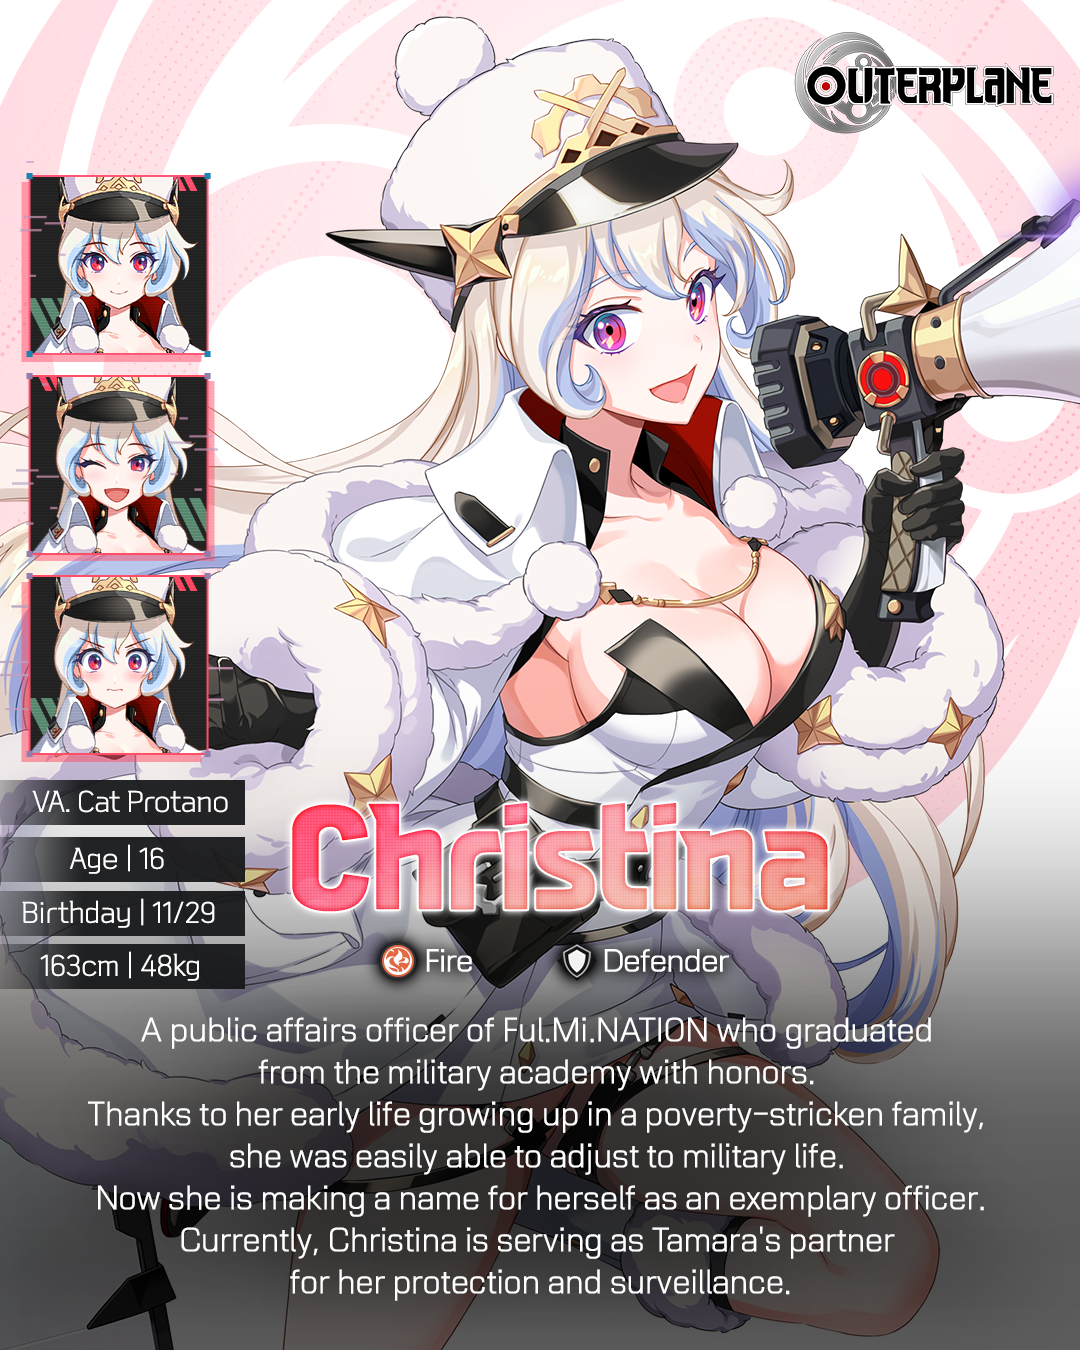 OUTERPLANE
VA. Cat Protano
Age | 16
Birthday | 11/29
163cm | 48kg
Christina
Fire
Defender
A public affairs officer of Ful.Mi.NATION who graduated
from the military academy with honors.
Thanks to her early life growing up in a poverty-stricken family,
she was easily able to adjust to military life.
Now she is making a name for herself as an exemplary officer.
Currently, Christina is serving as Tamara's partner
for her protection and surveillance.